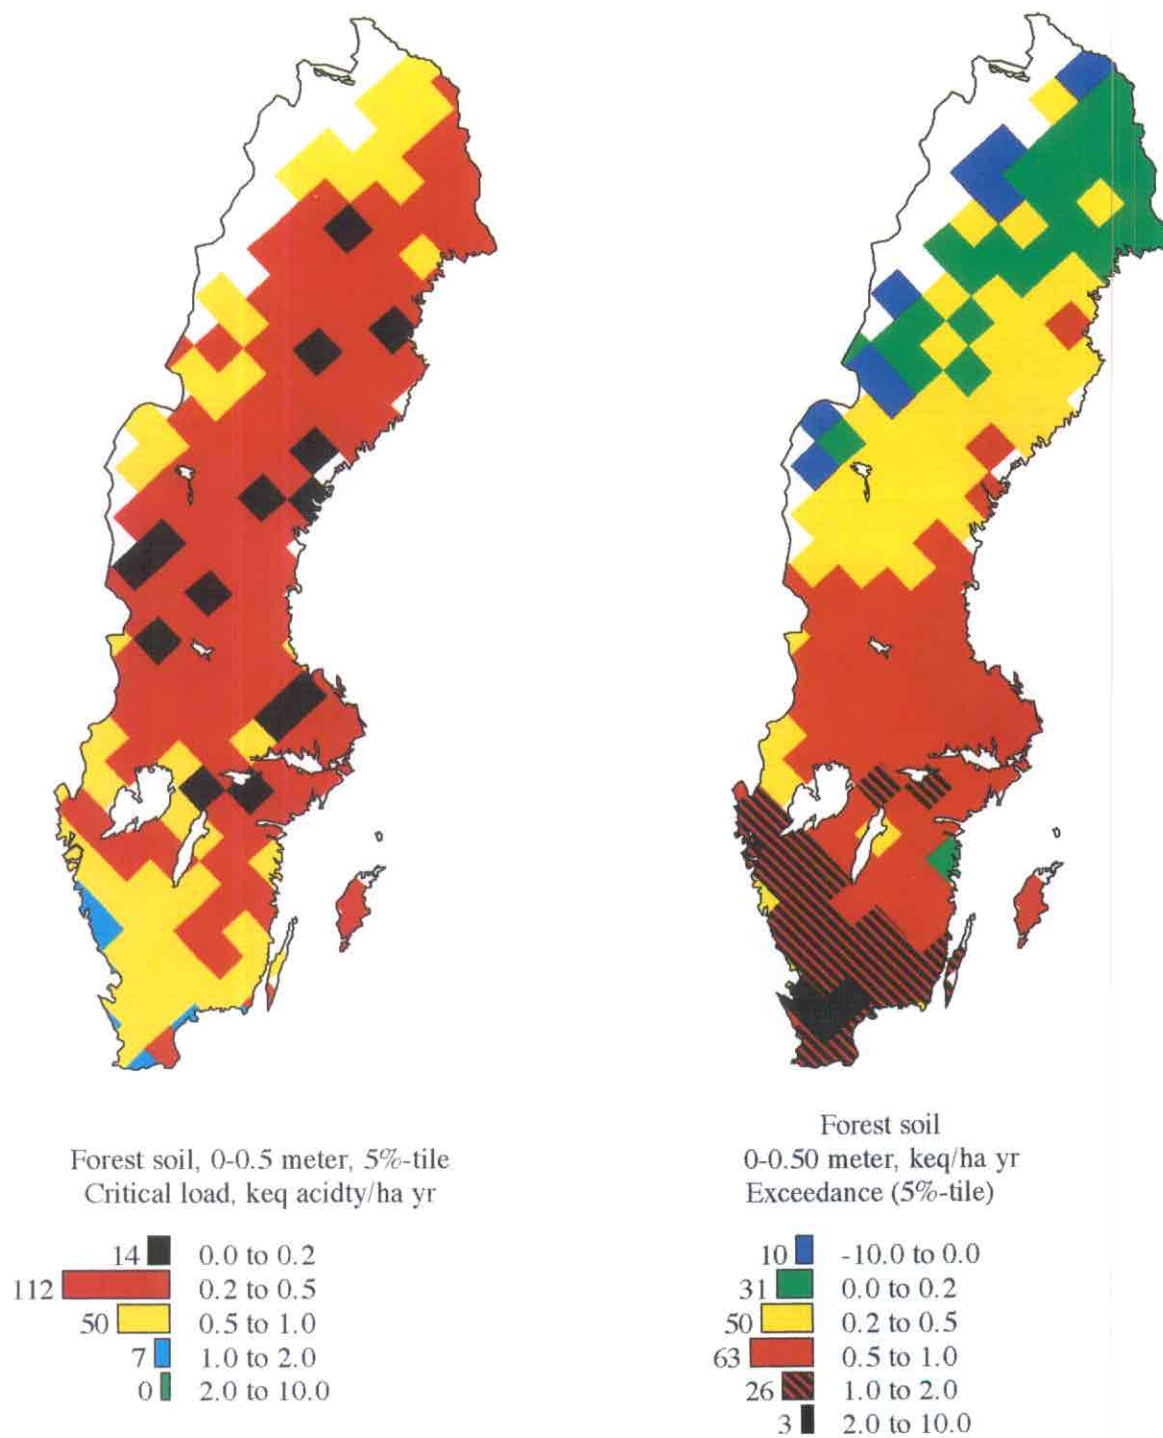 Forest soil, 0-0.5 meter, 5%-tile
Critical load, keq acidty/ha yr
14 0.0 to 0.2
112 0.2 to 0.5
50 0.5 to 1.0
7 1.0 to 2.0
0 2.0 to 10.0
Forest soil
0-0.50 meter, keq/ha yr
Exceedance (5%-tile)
10 -10.0 to 0.0
31 0.0 to 0.2
50 0.2 to 0.5
63 0.5 to 1.0
26 1.0 to 2.0
3 2.0 to 10.0